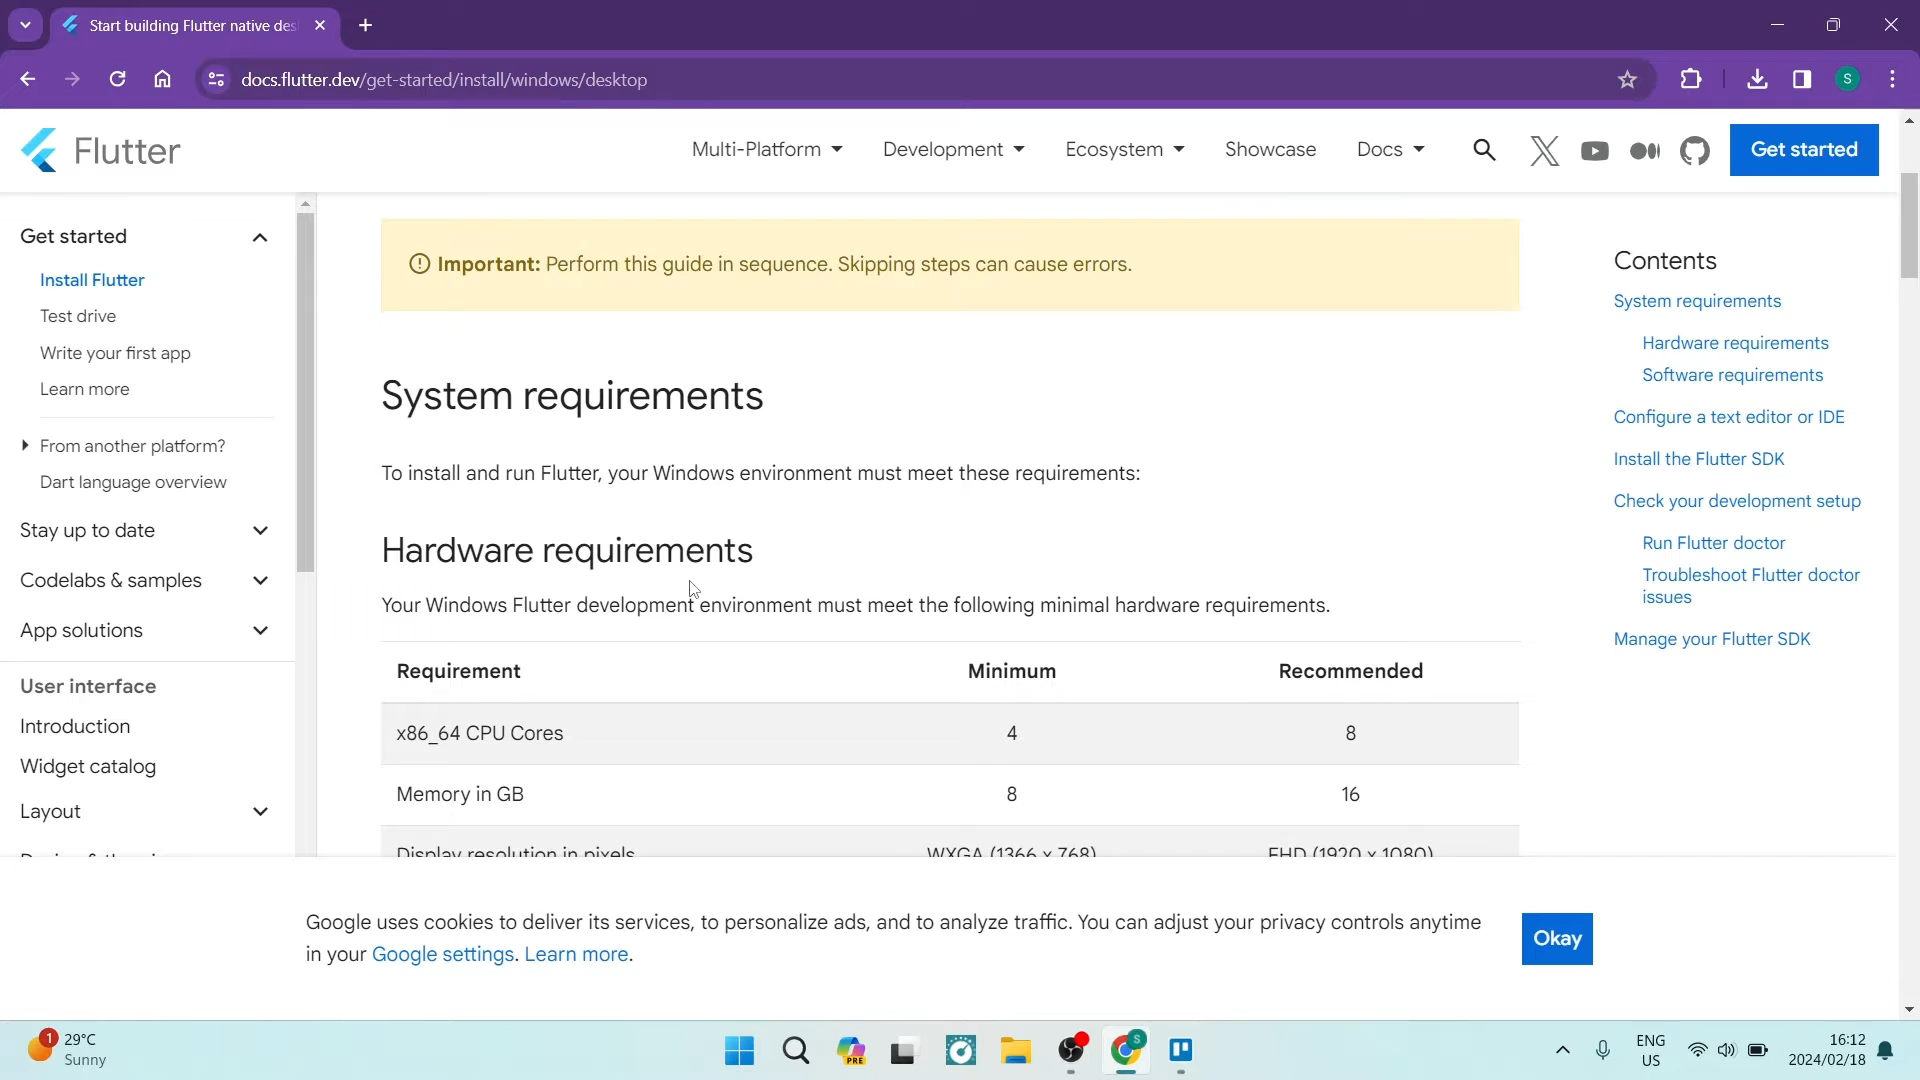 Start building Flutter native des
docs.flutter.dev/get-started/install/windows/desktop
S
Flutter
Multi-Platform
Development
Ecosystem
Showcase
Docs
Get started
Get started
Install Flutter
Test drive
Write your first app
Learn more
From another platform?
Dart language overview
Stay up to date
Codelabs & samples
App solutions
User interface
Introduction
Widget catalog
Layout
Important: Perform this guide in sequence. Skipping steps can cause errors.
System requirements
To install and run Flutter, your Windows environment must meet these requirements:
Hardware requirements
Your Windows Flutter development environment must meet the following minimal hardware requirements.
Requirement Minimum Recommended
x86_64 CPU Cores 4 8
Memory in GB 8 16
Display resolution in pixels WXGA (1366 x 768) FHD (1920 x 1080)
Contents
System requirements
Hardware requirements
Software requirements
Configure a text editor or IDE
Install the Flutter SDK
Check your development setup
Run Flutter doctor
Troubleshoot Flutter doctor
issues
Manage your Flutter SDK
Google uses cookies to deliver its services, to personalize ads, and to analyze traffic. You can adjust your privacy controls anytime
in your Google settings. Learn more.
Okay
1
29°C
Sunny
PRE
S
ENG
US
16:12
2024/02/18